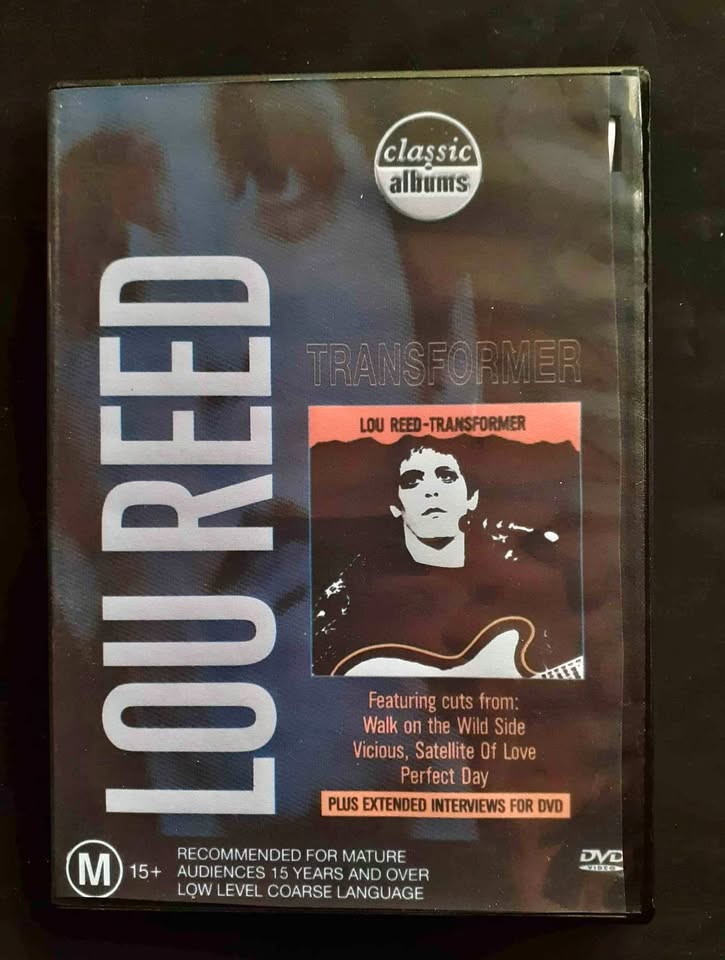 classic
albums
LOU REED
TRANSFORMER
LOU REED-TRANSFORMER
Featuring cuts from:
Walk on the Wild Side
Vicious, Satellite Of Love
Perfect Day
PLUS EXTENDED INTERVIEWS FOR DVD
M 15+
RECOMMENDED FOR MATURE
AUDIENCES 15 YEARS AND OVER
LOW LEVEL COARSE LANGUAGE
DVD
VIDEO